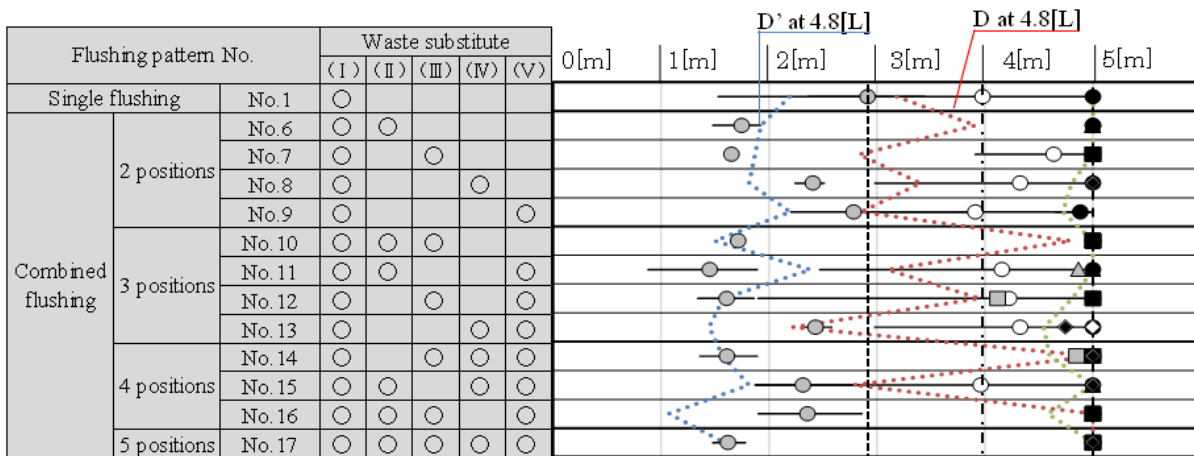 D' at 4.8[L] D at 4.8[L]
Flushing pattern No. Waste substitute
(Ⅰ) (Ⅱ) (Ⅲ) (Ⅳ) (Ⅴ) 0[m] 1[m] 2[m] 3[m] 4[m] 5[m]
Single flushing No.1 ○
Combined flushing
2 positions
No.6 ○ ○
No.7 ○ ○
No.8 ○ ○
No.9 ○ ○
3 positions
No.10 ○ ○ ○
No.11 ○ ○ ○
No.12 ○ ○ ○
No.13 ○ ○ ○
4 positions
No.14 ○ ○ ○ ○
No.15 ○ ○ ○ ○
No.16 ○ ○ ○ ○
5 positions No.17 ○ ○ ○ ○ ○